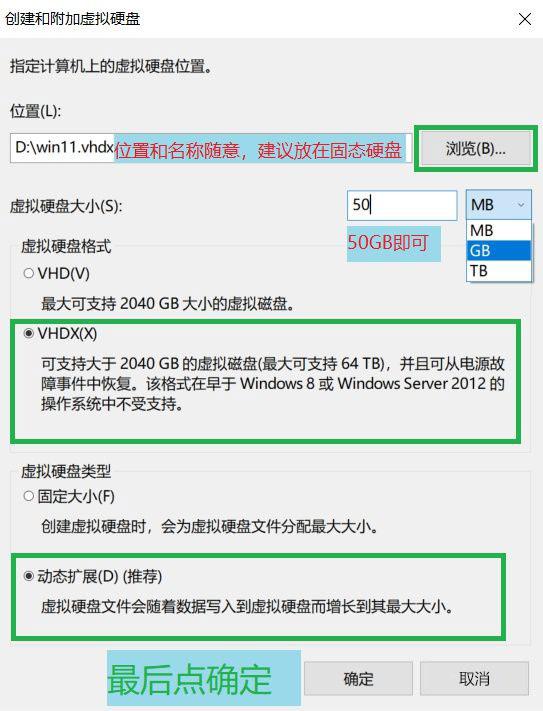 创建和附加虚拟硬盘
指定计算机上的虚拟硬盘位置。
位置(L):
D:\win11.vhdx
位置和名称随意，建议放在固态硬盘
浏览(B)...
虚拟硬盘大小(S):
50
MB
MB
GB
TB
50GB即可
虚拟硬盘格式
VHD(V)
最大可支持 2040 GB 大小的虚拟磁盘。
VHDX(X)
可支持大于 2040 GB 的虚拟磁盘(最大可支持 64 TB)，并且可从电源故
障事件中恢复。该格式在早于 Windows 8 或 Windows Server 2012 的
操作系统中不受支持。
虚拟硬盘类型
固定大小(F)
创建虚拟硬盘时，会为虚拟硬盘文件分配最大大小。
动态扩展(D) (推荐)
虚拟硬盘文件会随着数据写入到虚拟硬盘而增长到其最大大小。
最后点确定
确定
取消